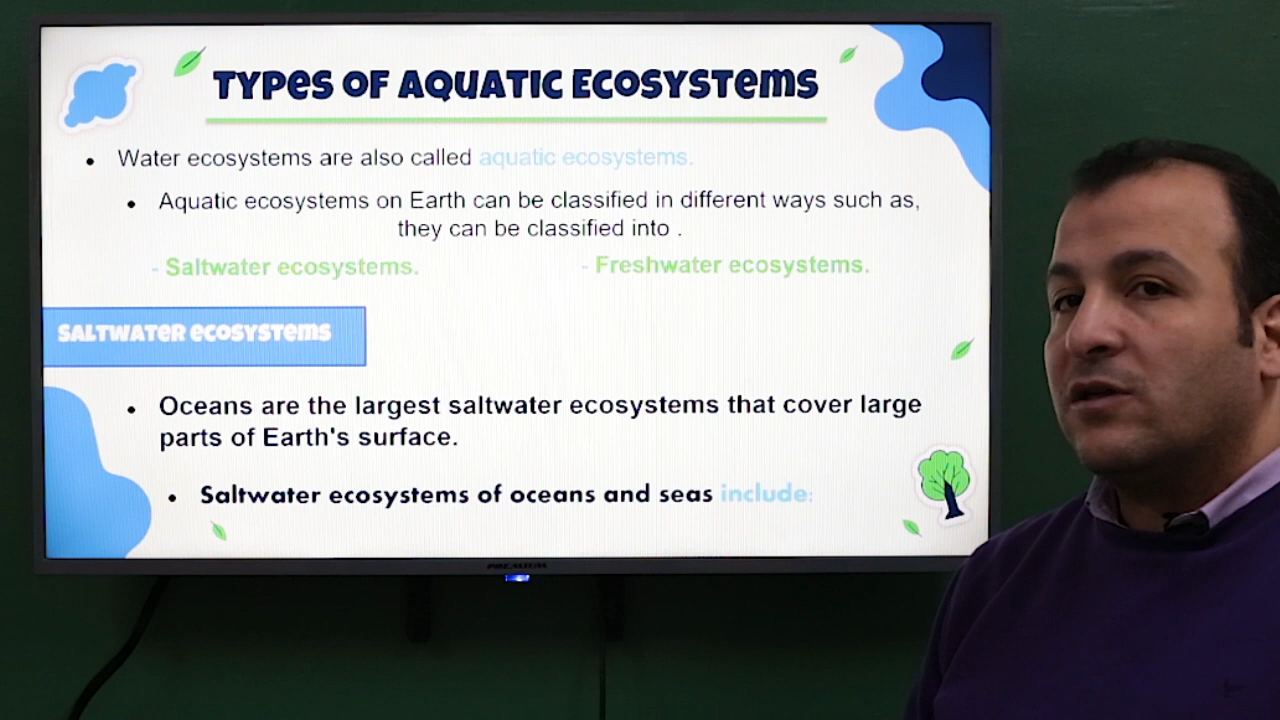 Types of Aquatic Ecosystems
• Water ecosystems are also called aquatic ecosystems.
• Aquatic ecosystems on Earth can be classified in different ways such as,
they can be classified into .
- Saltwater ecosystems.
- Freshwater ecosystems.
Saltwater ecosystems
• Oceans are the largest saltwater ecosystems that cover large
parts of Earth's surface.
• Saltwater ecosystems of oceans and seas include:
PREMIUM